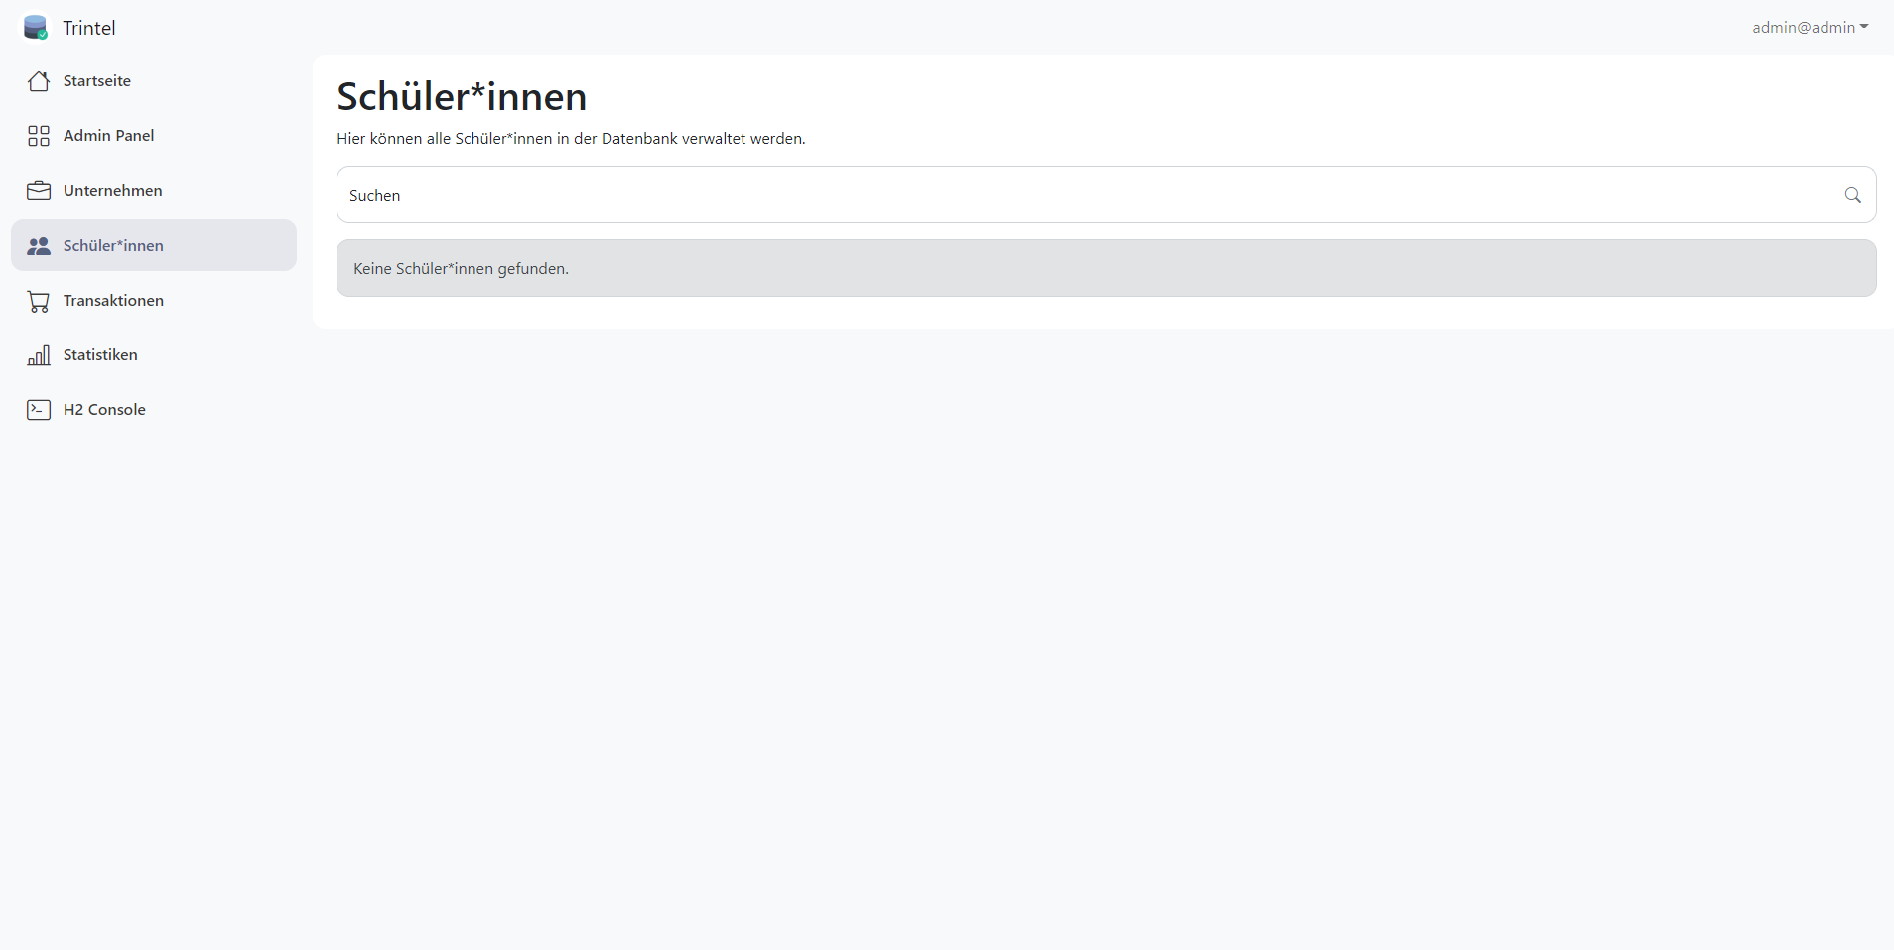 Trintel
admin@admin
Startseite
Admin Panel
Unternehmen
Schüler*innen
Transaktionen
Statistiken
H2 Console
Schüler*innen
Hier können alle Schüler*innen in der Datenbank verwaltet werden.
Suchen
Keine Schüler*innen gefunden.